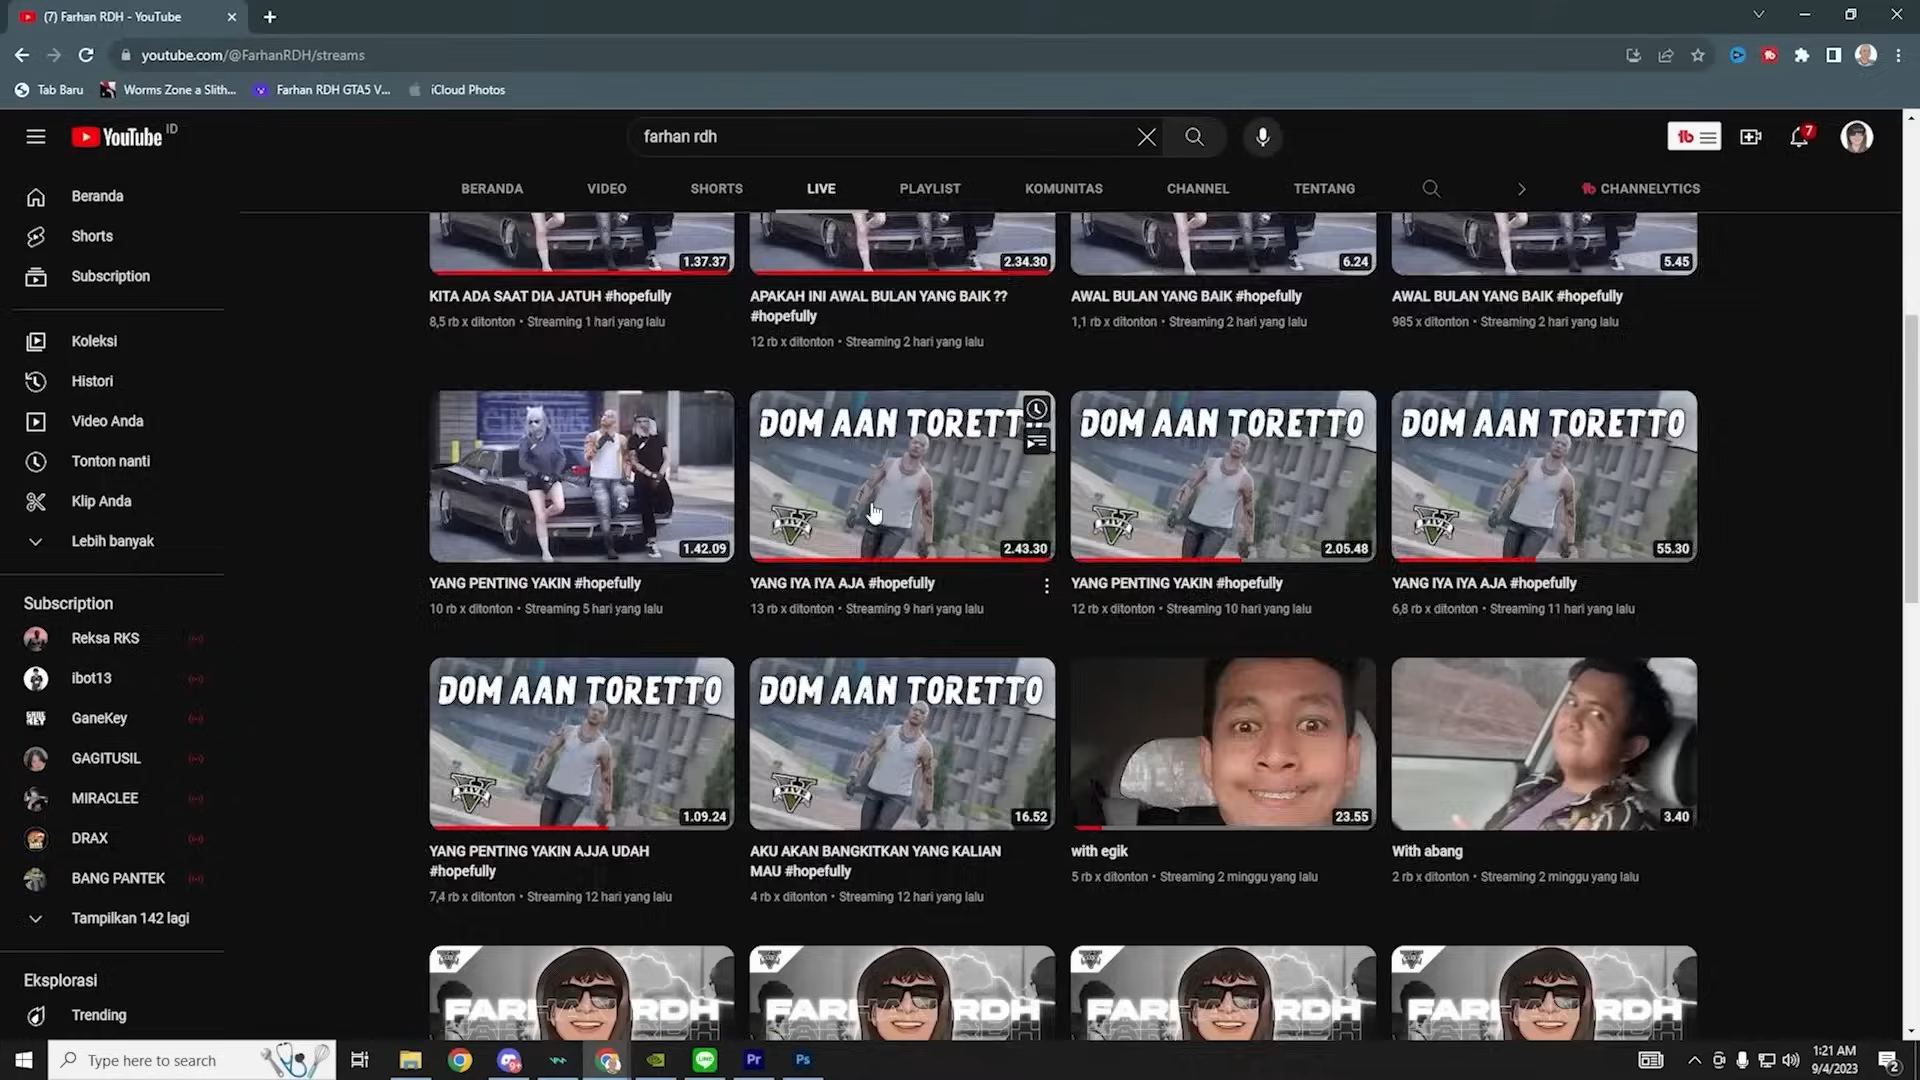 (7) Farhan RDH - YouTube
youtube.com/@FarhanRDH/streams
Tab Baru
Worms Zone a Slith...
Farhan RDH GTA5 V...
iCloud Photos
YouTube ID
farhan rdh
7
BERANDA
VIDEO
SHORTS
LIVE
PLAYLIST
KOMUNITAS
CHANNEL
TENTANG
CHANNELYTICS
Beranda
Shorts
Subscription
Koleksi
Histori
Video Anda
Tonton nanti
Klip Anda
Lebih banyak
Subscription
Reksa RKS
ibot13
GaneKey
GAGITUSIL
MIRACLEE
DRAX
BANG PANTEK
Tampilkan 142 lagi
Eksplorasi
Trending
1.37.37
KITA ADA SAAT DIA JATUH #hopefully
8,5 rb x ditonton • Streaming 1 hari yang lalu
2.34.30
APAKAH INI AWAL BULAN YANG BAIK ??
#hopefully
12 rb x ditonton • Streaming 2 hari yang lalu
6.24
AWAL BULAN YANG BAIK #hopefully
1,1 rb x ditonton • Streaming 2 hari yang lalu
5.45
AWAL BULAN YANG BAIK #hopefully
985 x ditonton • Streaming 2 hari yang lalu
1.42.09
YANG PENTING YAKIN #hopefully
10 rb x ditonton • Streaming 5 hari yang lalu
DOM AAN TORETT
2.43.30
YANG IYA IYA AJA #hopefully
13 rb x ditonton • Streaming 9 hari yang lalu
DOM AAN TORETTO
2.05.48
YANG PENTING YAKIN #hopefully
12 rb x ditonton • Streaming 10 hari yang lalu
DOM AAN TORETTO
55.30
YANG IYA IYA AJA #hopefully
6,8 rb x ditonton • Streaming 11 hari yang lalu
DOM AAN TORETTO
1.09.24
YANG PENTING YAKIN AJJA UDAH
#hopefully
7,4 rb x ditonton • Streaming 12 hari yang lalu
DOM AAN TORETTO
16.52
AKU AKAN BANGKITKAN YANG KALIAN
MAU #hopefully
4 rb x ditonton • Streaming 12 hari yang lalu
23.55
with egik
5 rb x ditonton • Streaming 2 minggu yang lalu
3.40
With abang
2 rb x ditonton • Streaming 2 minggu yang lalu
FARHAN RDH
FARHAN RDH
FARHAN RDH
FARHAN RDH
Type here to search
LINE
Pr
Ps
1:21 AM
9/4/2023
2